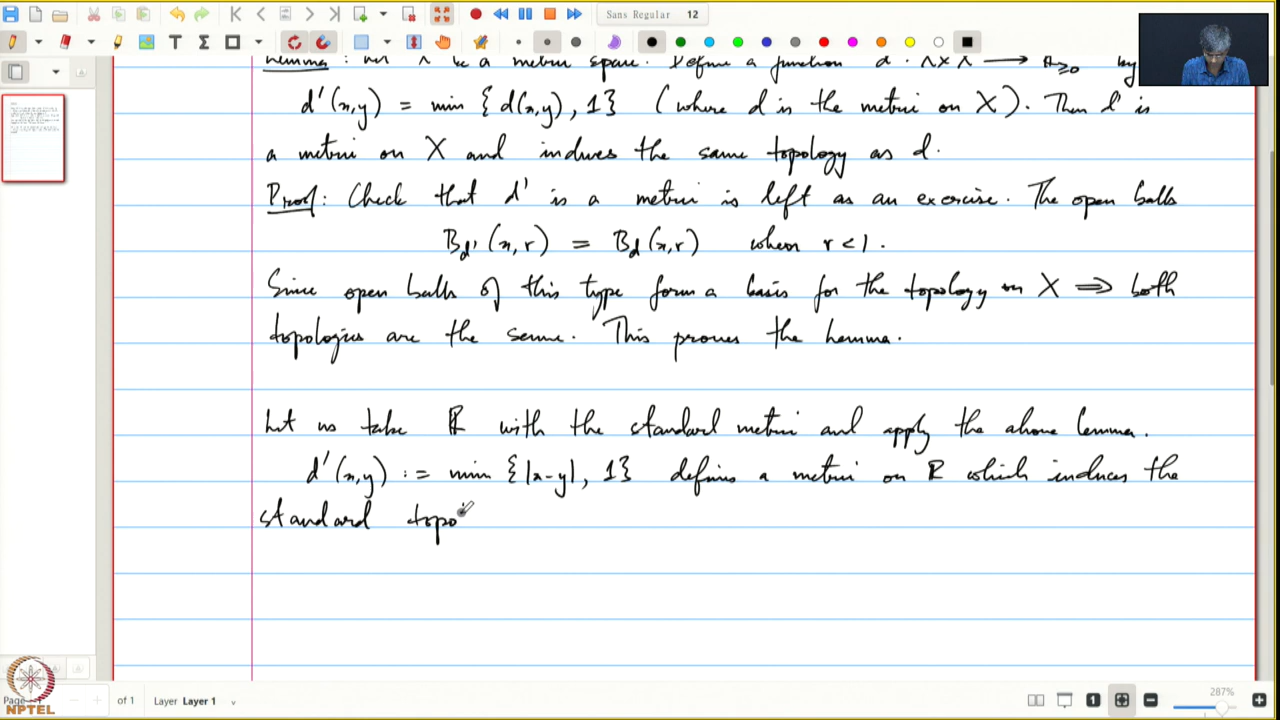 Sans Regular 12
Lemma : Let X be a metric space. Define a function d' : X x X → R≥0 by
d'(x,y) = min { d(x,y) , 1 } (where d is the metric on X). Then d' is
a metric on X and induces the same topology as d.
Proof: Check that d' is a metric is left as an exercise. The open balls
B_d' (x,r) = B_d (x,r) when r < 1.
Since open balls of this type form a basis for the topology on X ⟹ both
topologies are the same. This proves the lemma.
Let us take R with the standard metric and apply the above lemma.
d'(x,y) := min { |x-y| , 1 } defines a metric on R which induces the
standard topo
NPTEL
Page
of 1
Layer Layer 1
287%